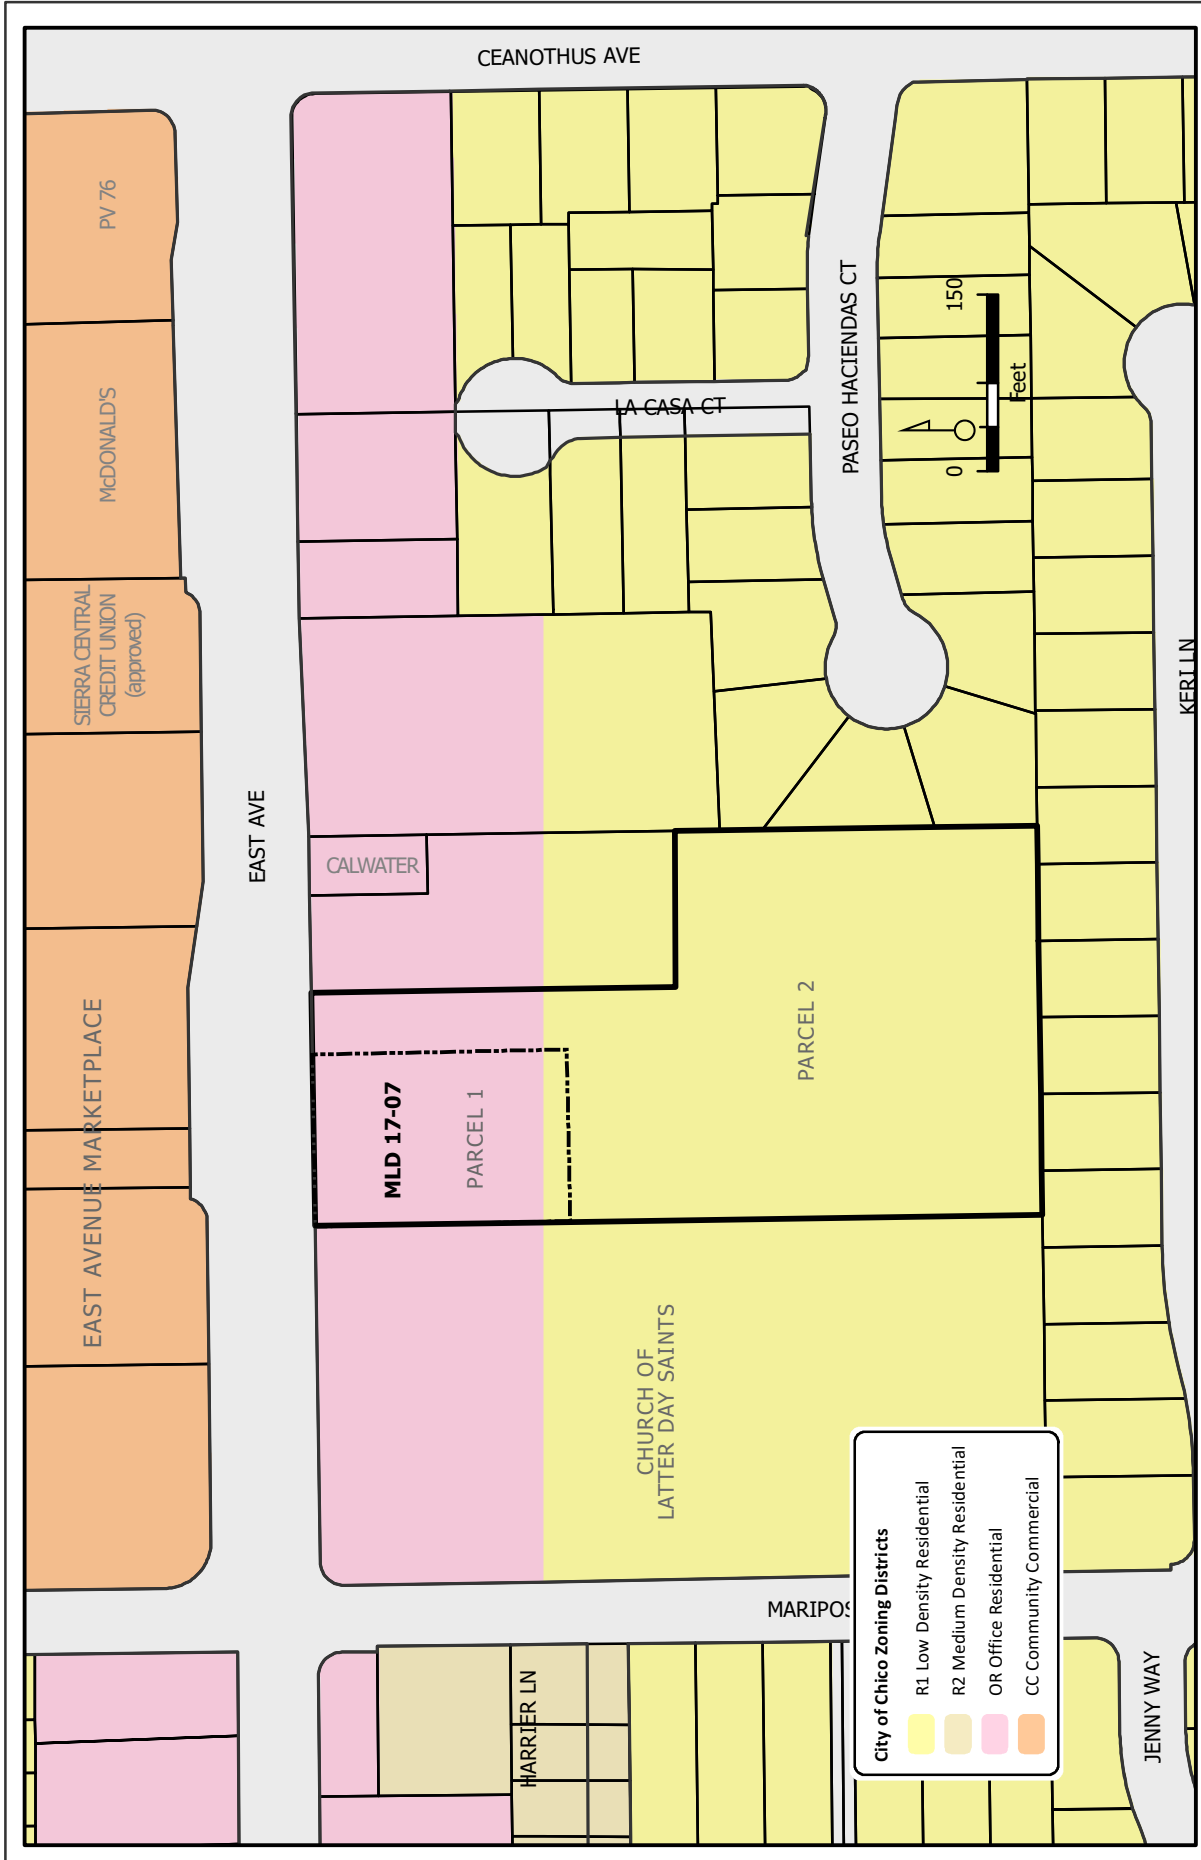 CEANOTHUS AVE
PV 76
McDONALD'S
SIERRA CENTRAL
CREDIT UNION
(approved)
EAST AVENUE MARKETPLACE
EAST AVE
CALWATER
MLD 17-07
PARCEL 1
PARCEL 2
CHURCH OF
LATTER DAY SAINTS
LA CASA CT
PASEO HACIENDAS CT
0
150
Feet
KERI LN
MARIPOS
HARRIER LN
JENNY WAY
City of Chico Zoning Districts
R1 Low Density Residential
R2 Medium Density Residential
OR Office Residential
CC Community Commercial